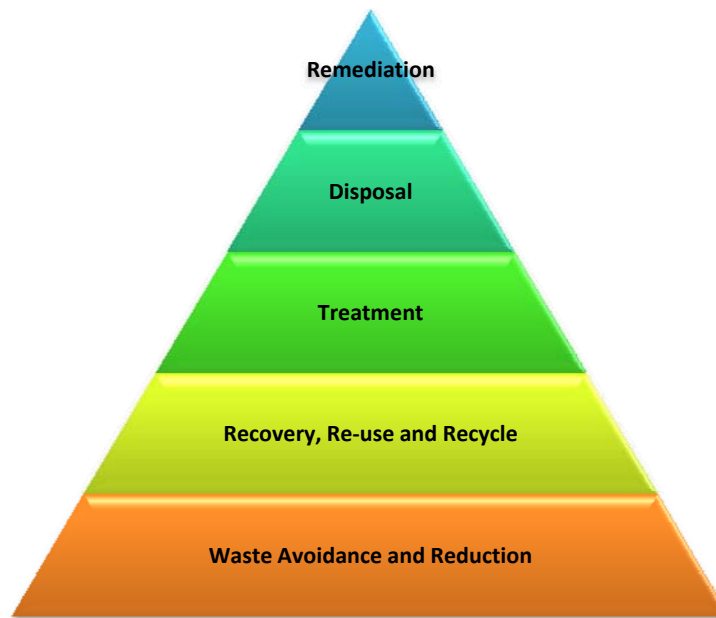 Remediation
Disposal
Treatment
Recovery, Re-use and Recycle
Waste Avoidance and Reduction